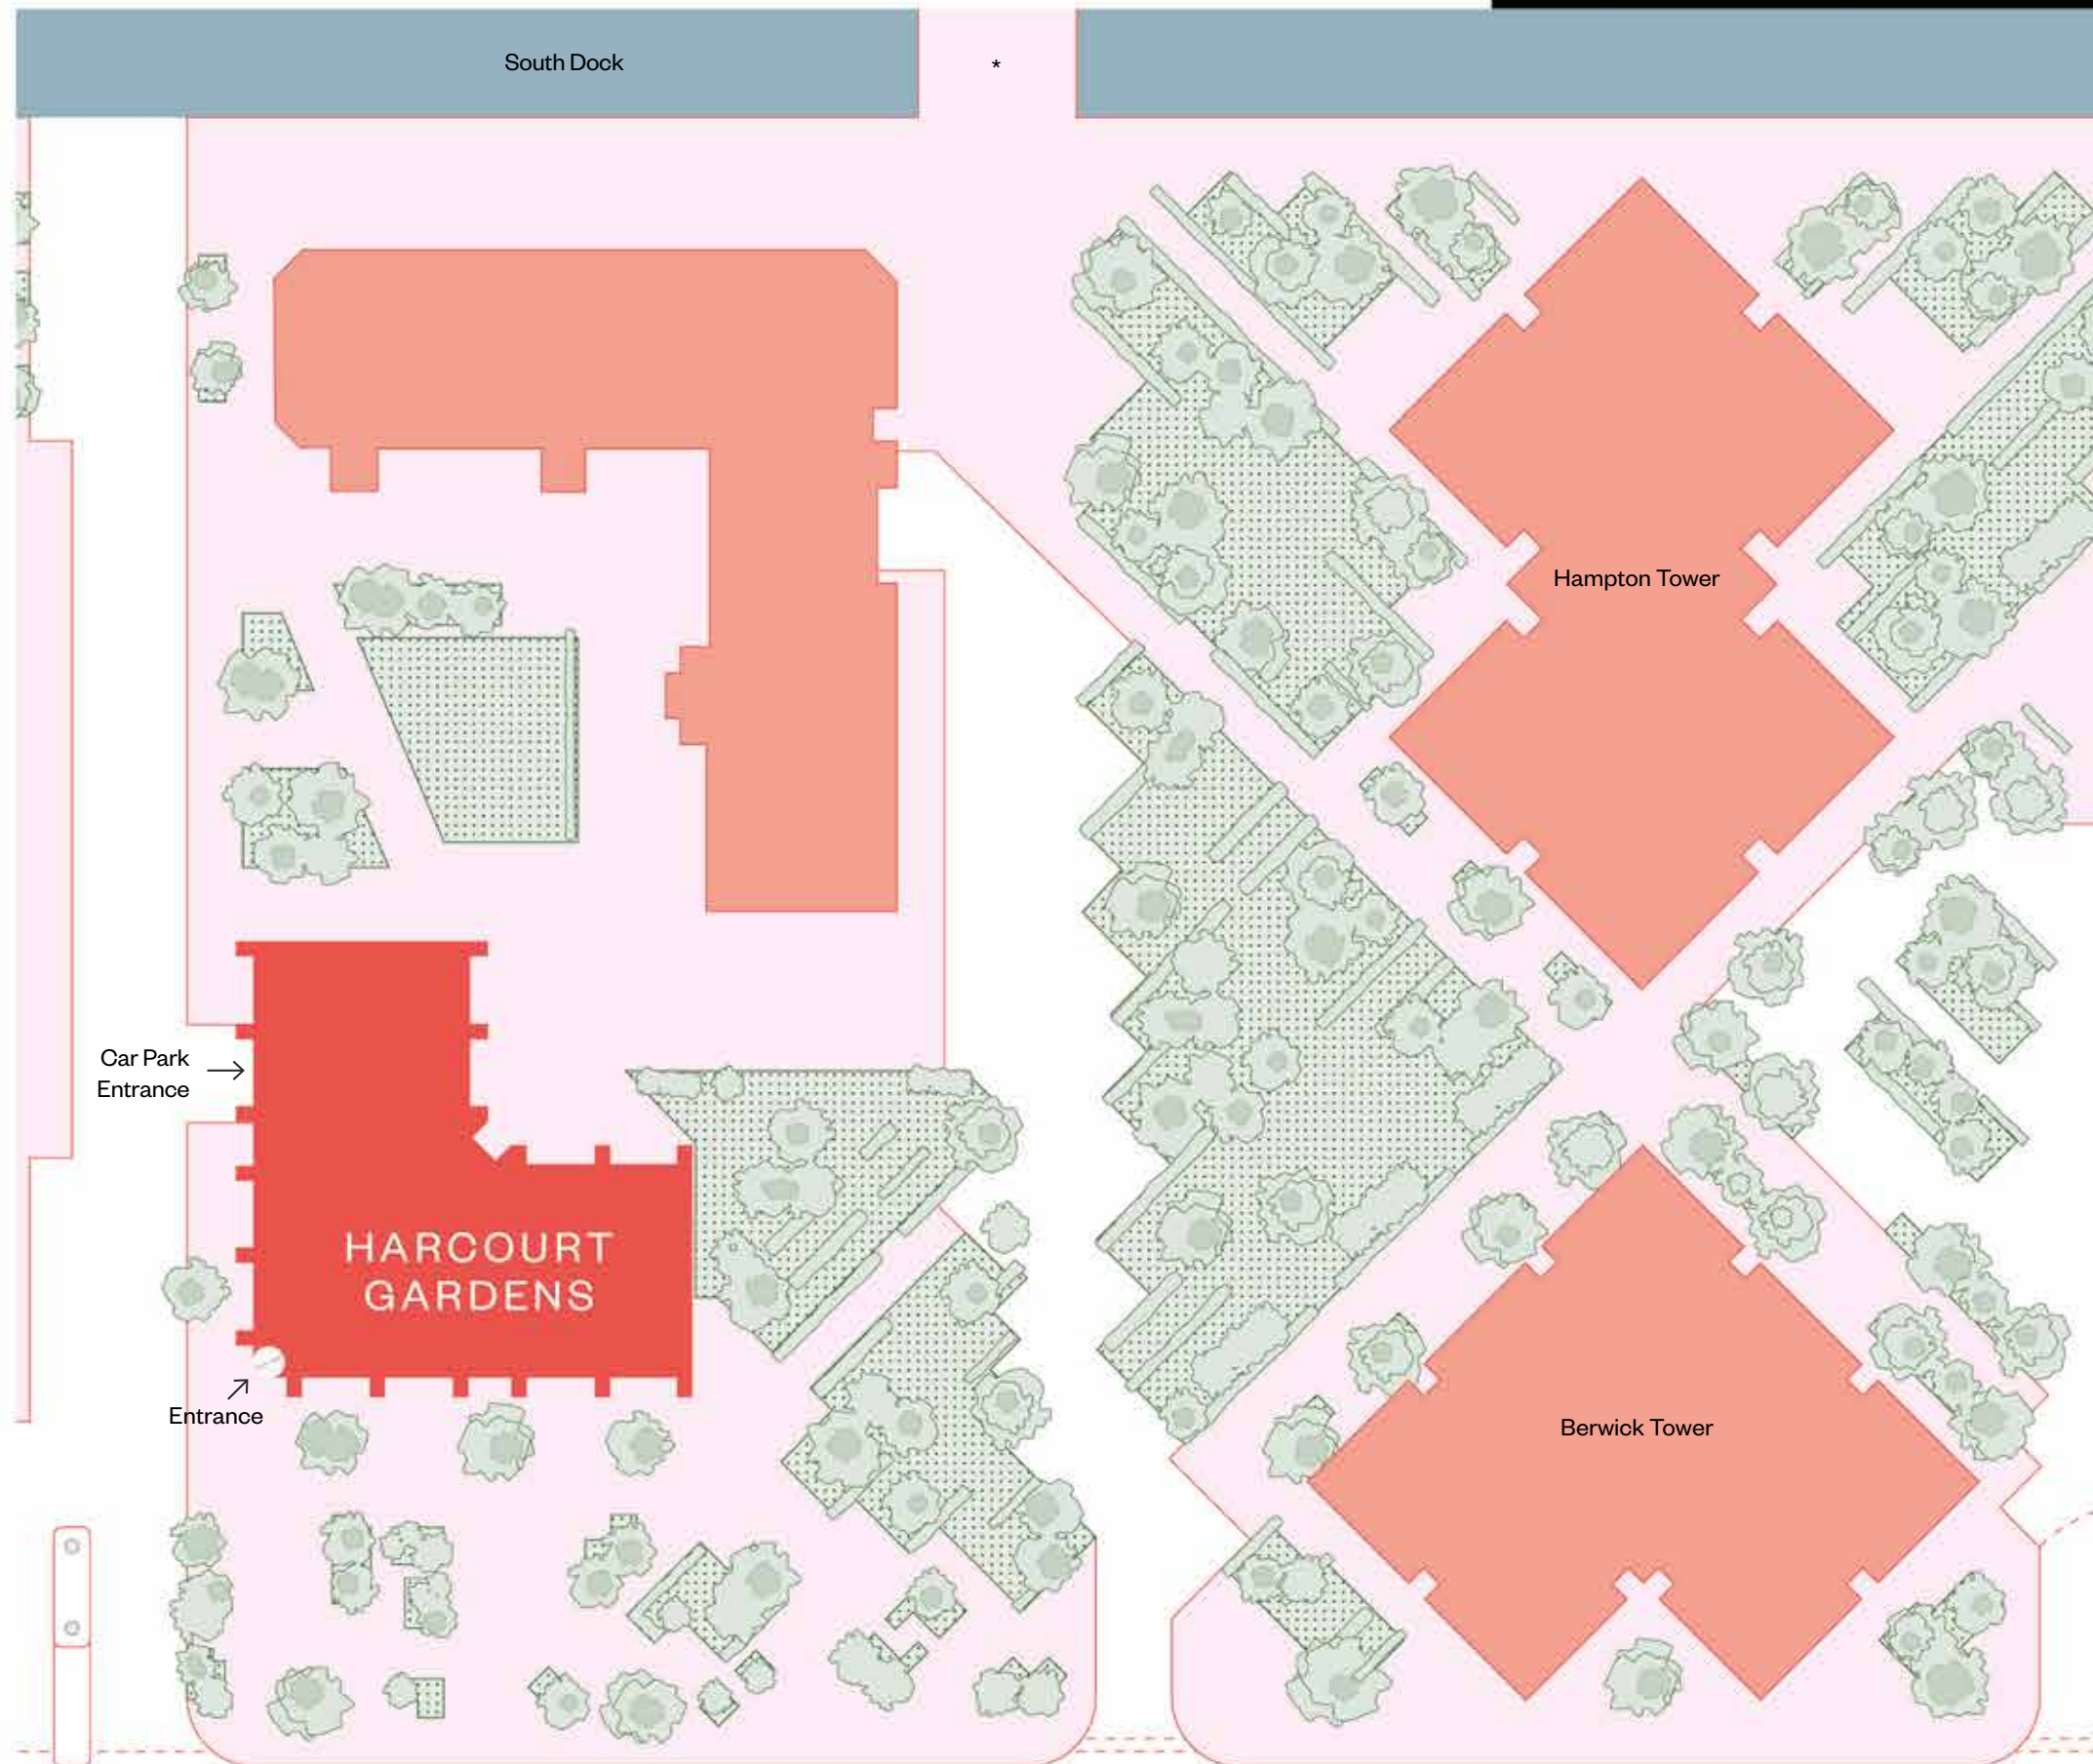 South Dock
*
Hampton Tower
Car Park
Entrance
HARCOURT
GARDENS
Entrance
Berwick Tower